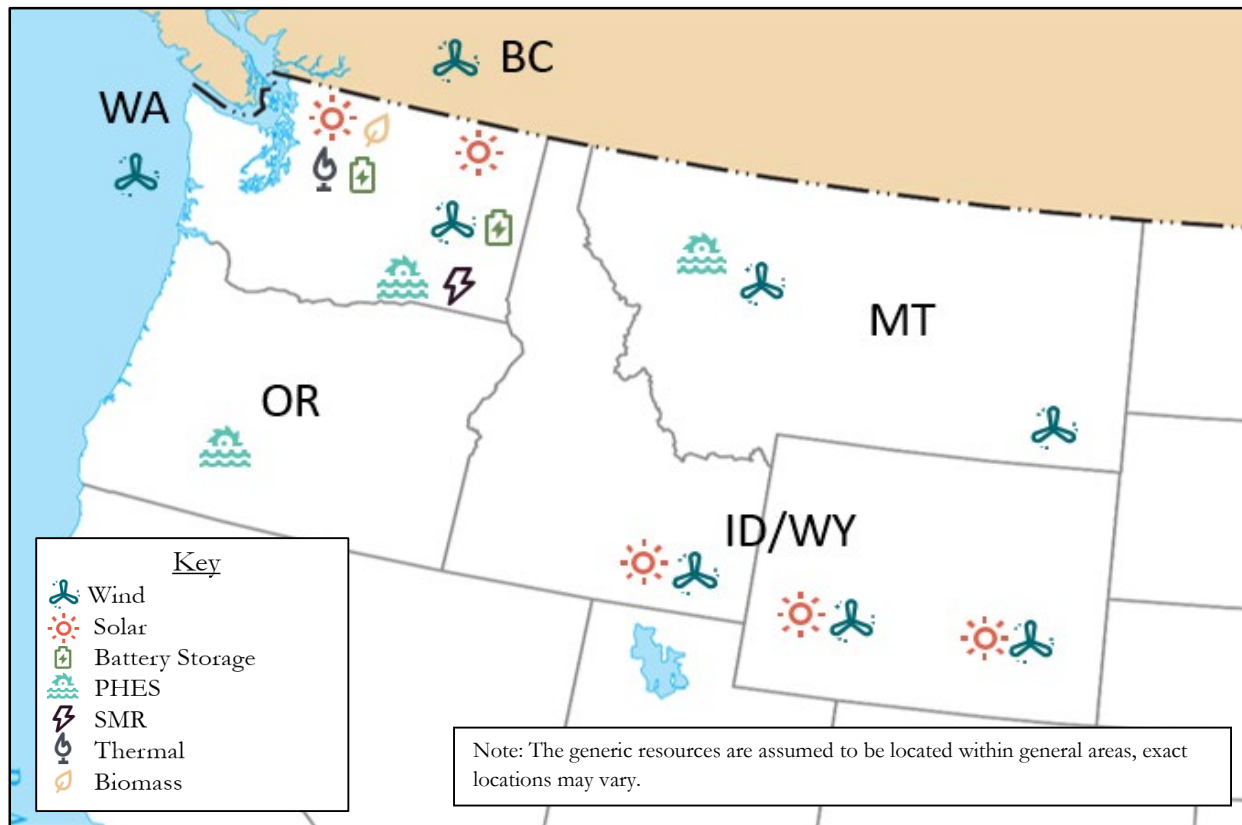 BC
WA
MT
OR
ID/WY
Key
Wind
Solar
Battery Storage
PHES
SMR
Thermal
Biomass
Note: The generic resources are assumed to be located within general areas, exact
locations may vary.